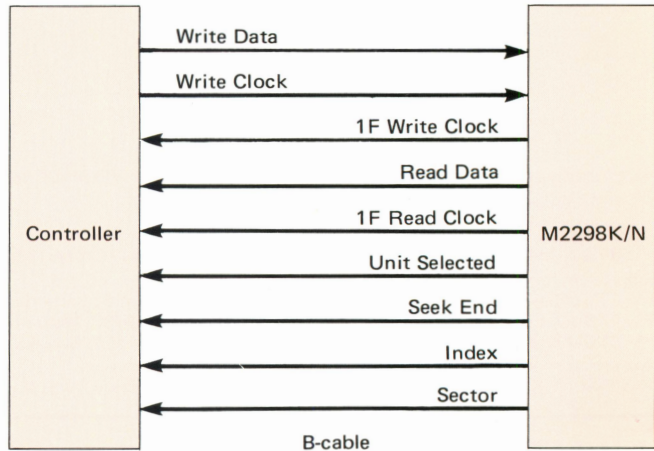 Write Data
Write Clock
1F Write Clock
Read Data
1F Read Clock
Controller
M2298K/N
Unit Selected
Seek End
Index
Sector
B-cable